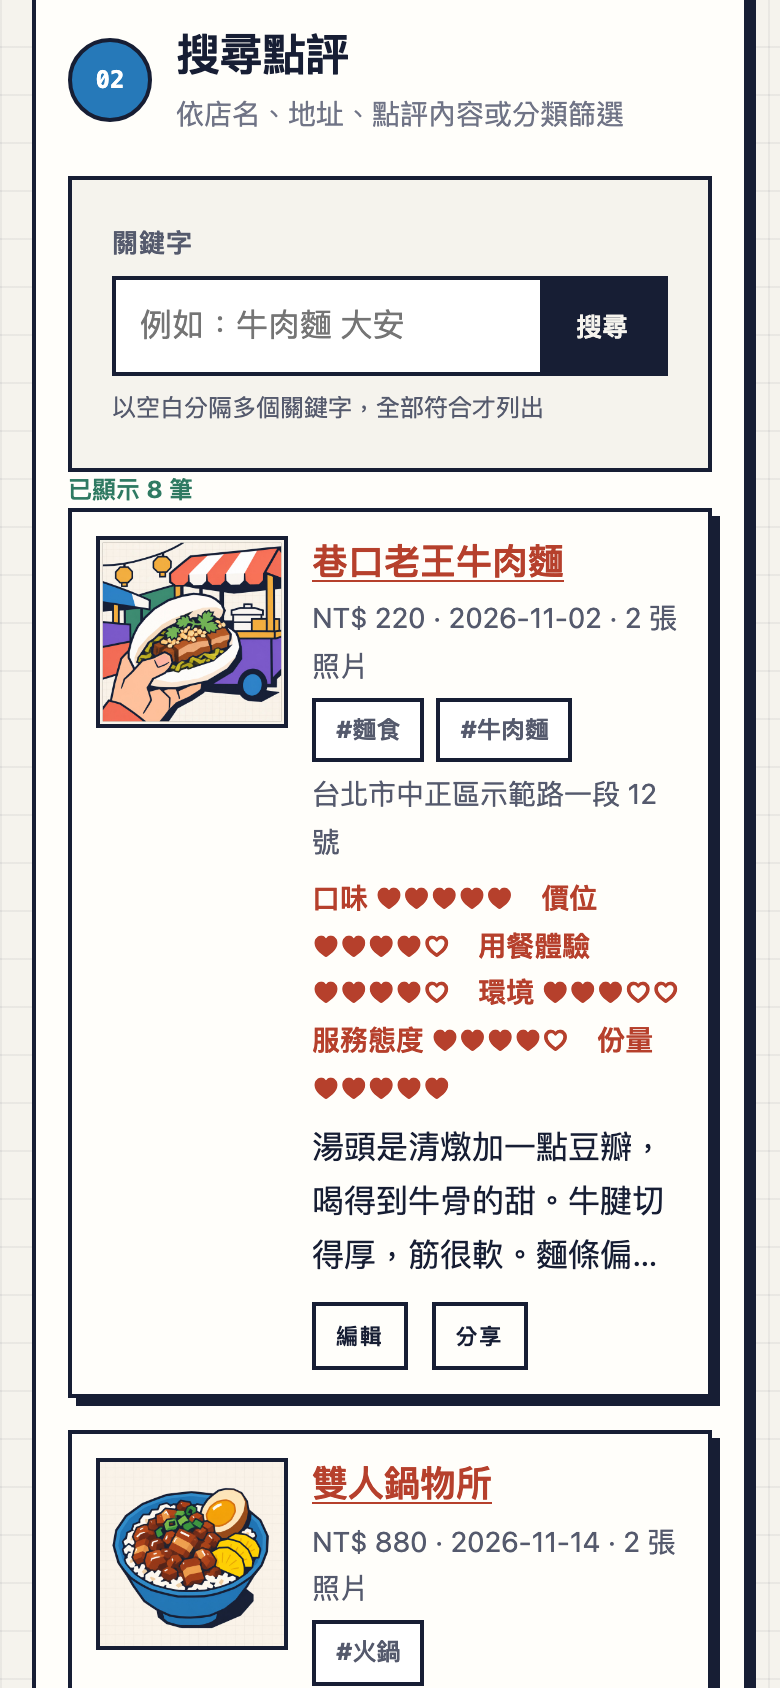 02
搜尋點評
依店名、地址、點評內容或分類篩選
關鍵字
例如：牛肉麵 大安
搜尋
以空白分隔多個關鍵字，全部符合才列出
已顯示 8 筆
巷口老王牛肉麵
NT$ 220 · 2026-11-02 · 2 張
照片
#麵食
#牛肉麵
台北市中正區示範路一段 12
號
口味 ♥♥♥♥♥ 價位
♥♥♥♥♡ 用餐體驗
♥♥♥♥♡ 環境 ♥♥♥♡♡
服務態度 ♥♥♥♥♡ 份量
♥♥♥♥♥
湯頭是清燉加一點豆瓣，
喝得到牛骨的甜。牛腱切
得厚，筋很軟。麵條偏…
編輯
分享
雙人鍋物所
NT$ 880 · 2026-11-14 · 2 張
照片
#火鍋